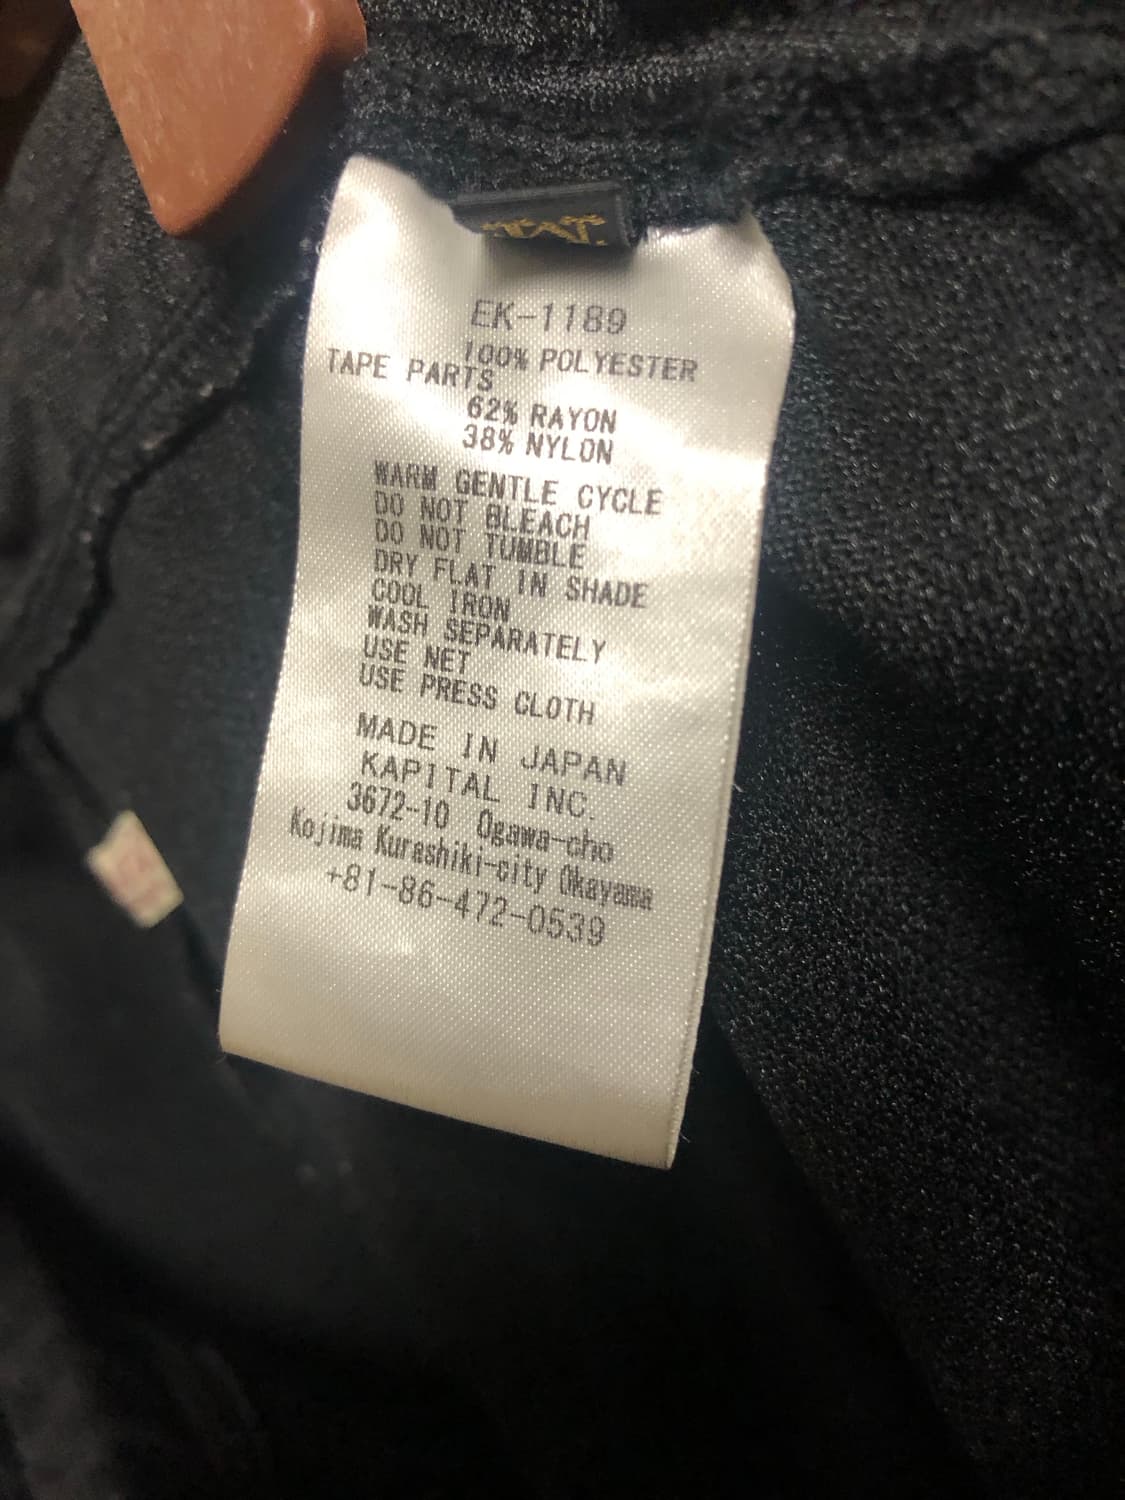 EK-1189
100% POLYESTER
TAPE PARTS
62% RAYON
38% NYLON
WARM GENTLE CYCLE
DO NOT BLEACH
DO NOT TUMBLE
DRY FLAT IN SHADE
COOL IRON
WASH SEPARATELY
USE NET
USE PRESS CLOTH
MADE IN JAPAN
KAPITAL INC.
3672-10 Ogawa-cho
Kojima Kurashiki-city Okayama
+81-86-472-0539